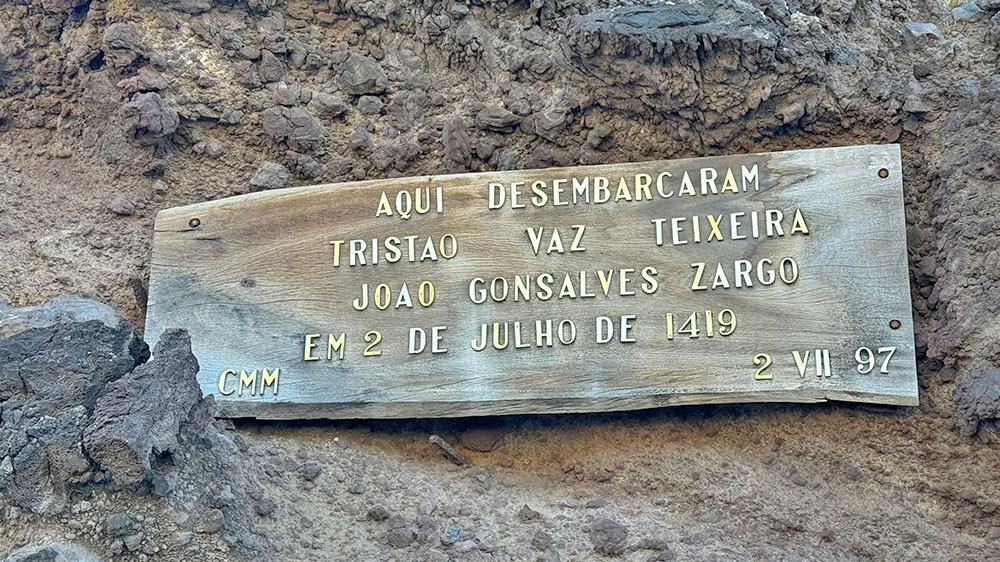 AQUI DESEMBARCARAM
TRISTAO VAZ TEIXEIRA
JOAO GONSALVES ZARGO
EM 2 DE JULHO DE 1419
CMM 2 VII 97